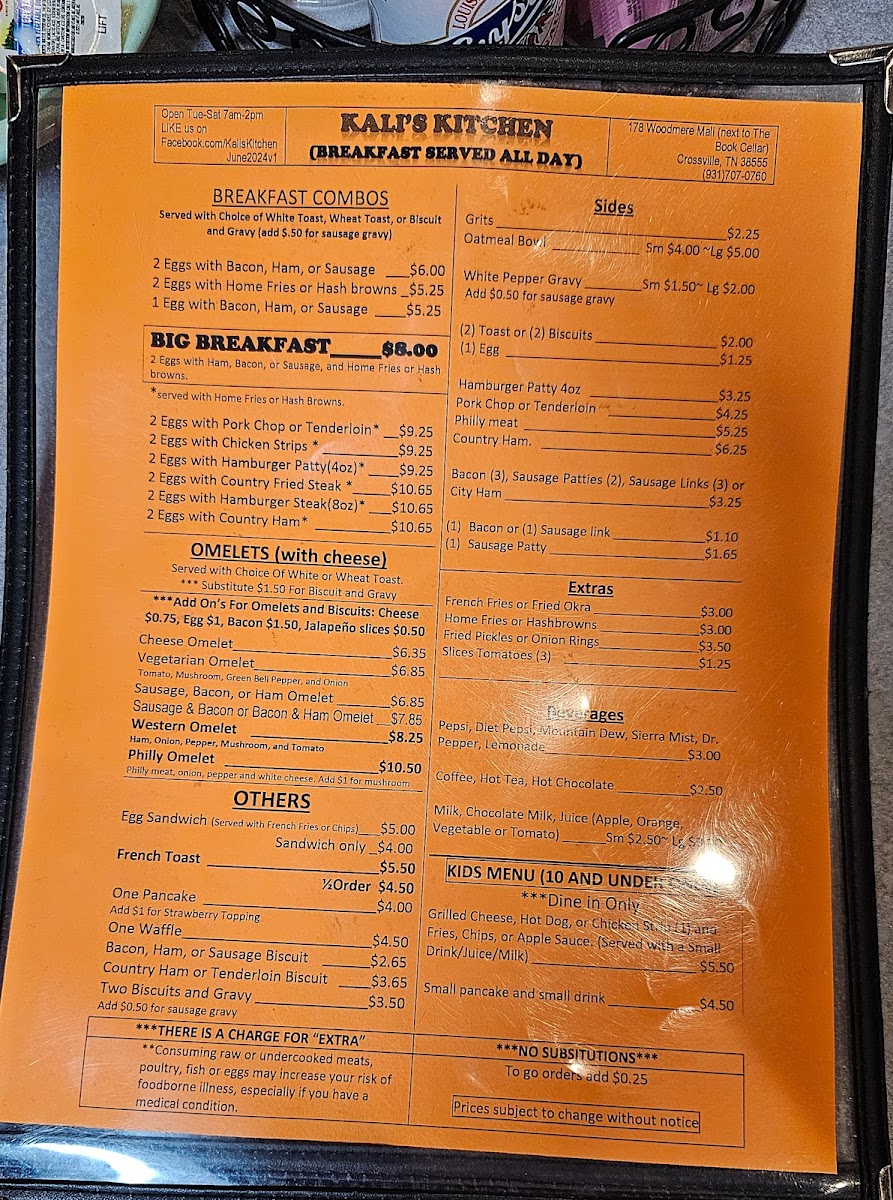 Open Tue-Sat 7am-2pm
LIKE us on
Facebook.com/KalisKitchen
June2024v1
KALI'S KITCHEN
(BREAKFAST SERVED ALL DAY)
178 Woodmere Mall (next to The
Book Cellar)
Crossville, TN 38555
(931)707-0760
BREAKFAST COMBOS
Served with Choice of White Toast, Wheat Toast, or Biscuit
and Gravy (add $.50 for sausage gravy)
2 Eggs with Bacon, Ham, or Sausage ___$6.00
2 Eggs with Home Fries or Hash browns _$5.25
1 Egg with Bacon, Ham, or Sausage ____$5.25
BIG BREAKFAST____$8.00
2 Eggs with Ham, Bacon, or Sausage, and Home Fries or Hash
browns.
*served with Home Fries or Hash Browns.
2 Eggs with Pork Chop or Tenderloin* __$9.25
2 Eggs with Chicken Strips * __________$9.25
2 Eggs with Hamburger Patty(4oz)* ____$9.25
2 Eggs with Country Fried Steak * _____$10.65
2 Eggs with Hamburger Steak(8oz)* ___$10.65
2 Eggs with Country Ham* __________$10.65
OMELETS (with cheese)
Served with Choice Of White or Wheat Toast.
*** Substitute $1.50 For Biscuit and Gravy
***Add On's For Omelets and Biscuits: Cheese
$0.75, Egg $1, Bacon $1.50, Jalapeño slices $0.50
Cheese Omelet____________________$6.35
Vegetarian Omelet_________________$6.85
Tomato, Mushroom, Green Bell Pepper, and Onion
Sausage, Bacon, or Ham Omelet ____$6.85
Sausage & Bacon or Bacon & Ham Omelet __$7.85
Western Omelet _________________$8.25
Ham, Onion, Pepper, Mushroom, and Tomato
Philly Omelet ____________________$10.50
Philly meat, onion, pepper and white cheese. Add $1 for mushroom
OTHERS
Egg Sandwich (Served with French Fries or Chips)___$5.00
Sandwich only _$4.00
French Toast ____________________$5.50
½Order $4.50
One Pancake ____________________$4.00
Add $1 for Strawberry Topping
One Waffle______________________$4.50
Bacon, Ham, or Sausage Biscuit _____$2.65
Country Ham or Tenderloin Biscuit ____$3.65
Two Biscuits and Gravy ____________$3.50
Add $0.50 for sausage gravy
***THERE IS A CHARGE FOR "EXTRA"
**Consuming raw or undercooked meats,
poultry, fish or eggs may increase your risk of
foodborne illness, especially if you have a
medical condition.
Sides
Grits ____________________________$2.25
Oatmeal Bowl ___________ Sm $4.00 ~Lg $5.00
White Pepper Gravy _______Sm $1.50~ Lg $2.00
Add $0.50 for sausage gravy
(2) Toast or (2) Biscuits ______________$2.00
(1) Egg ___________________________$1.25
Hamburger Patty 4oz ________________$3.25
Pork Chop or Tenderloin _____________$4.25
Philly meat ________________________$5.25
Country Ham. ______________________$6.25
Bacon (3), Sausage Patties (2), Sausage Links (3) or
City Ham __________________________$3.25
(1) Bacon or (1) Sausage link __________$1.10
(1) Sausage Patty ___________________$1.65
Extras
French Fries or Fried Okra ______________$3.00
Home Fries or Hashbrowns _____________$3.00
Fried Pickles or Onion Rings_____________$3.50
Slices Tomatoes (3) __________________$1.25
Beverages
Pepsi, Diet Pepsi, Mountain Dew, Sierra Mist, Dr.
Pepper, Lemonade__________________$3.00
Coffee, Hot Tea, Hot Chocolate __________$2.50
Milk, Chocolate Milk, Juice (Apple, Orange,
Vegetable or Tomato) _____Sm $2.50~ Lg
KIDS MENU (10 AND UNDER
***Dine in Only
Grilled Cheese, Hot Dog, or Chicken Strip (1) and
Fries, Chips, or Apple Sauce. (Served with a Small
Drink/Juice/Milk) ____________________$5.50
Small pancake and small drink____________$4.50
***NO SUBSITUTIONS***
To go orders add $0.25
Prices subject to change without notice